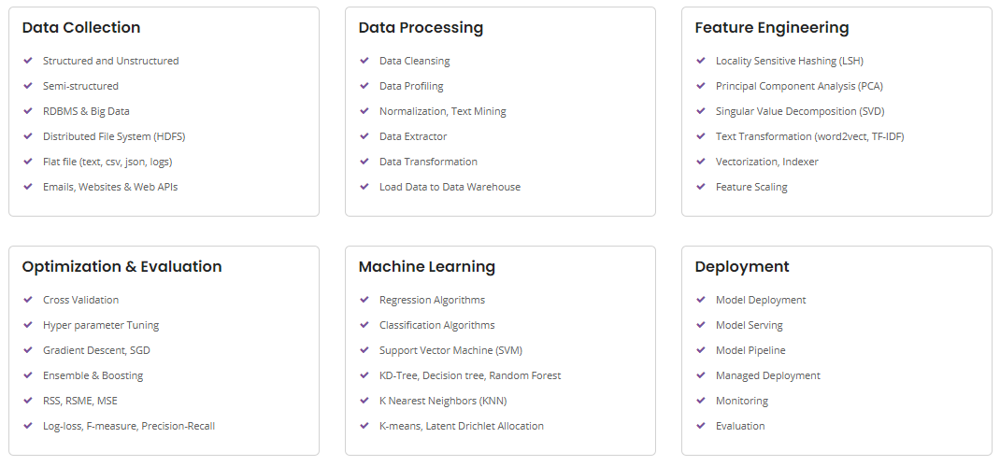 Data Collection
Structured and Unstructured
Semi-structured
RDBMS & Big Data
Distributed File System (HDFS)
Flat file (text, csv, json, logs)
Emails, Websites & Web APIs
Data Processing
Data Cleansing
Data Profiling
Normalization, Text Mining
Data Extractor
Data Transformation
Load Data to Data Warehouse
Feature Engineering
Locality Sensitive Hashing (LSH)
Principal Component Analysis (PCA)
Singular Value Decomposition (SVD)
Text Transformation (word2vect, TF-IDF)
Vectorization, Indexer
Feature Scaling
Optimization & Evaluation
Cross Validation
Hyper parameter Tuning
Gradient Descent, SGD
Ensemble & Boosting
RSS, RSME, MSE
Log-loss, F-measure, Precision-Recall
Machine Learning
Regression Algorithms
Classification Algorithms
Support Vector Machine (SVM)
KD-Tree, Decision tree, Random Forest
K Nearest Neighbors (KNN)
K-means, Latent Drichlet Allocation
Deployment
Model Deployment
Model Serving
Model Pipeline
Managed Deployment
Monitoring
Evaluation